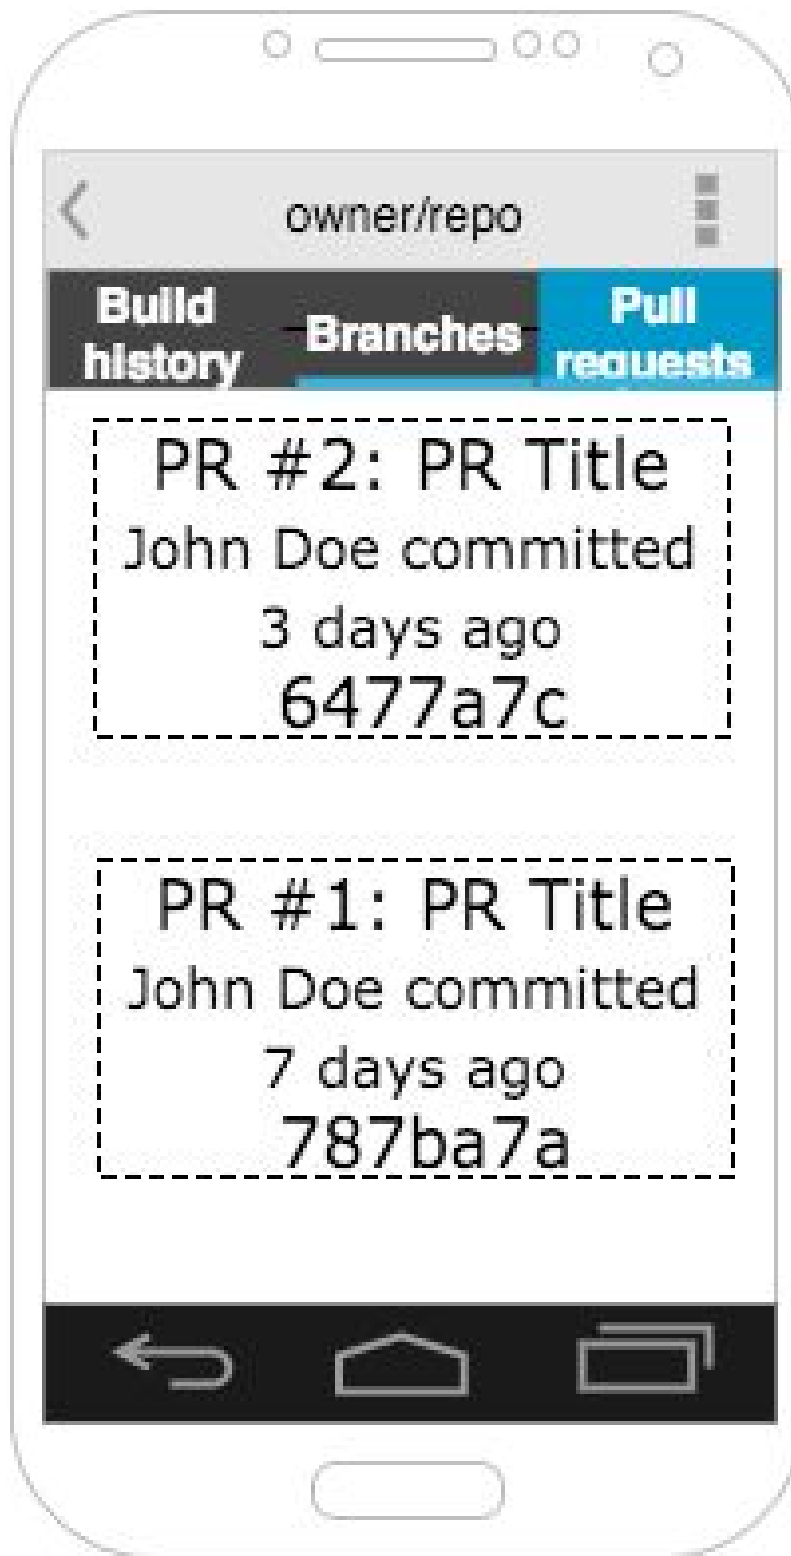 owner/repo
Build
history
Branches
Pull
requests
PR #2: PR Title
John Doe committed
3 days ago
6477a7c
PR #1: PR Title
John Doe committed
7 days ago
787ba7a